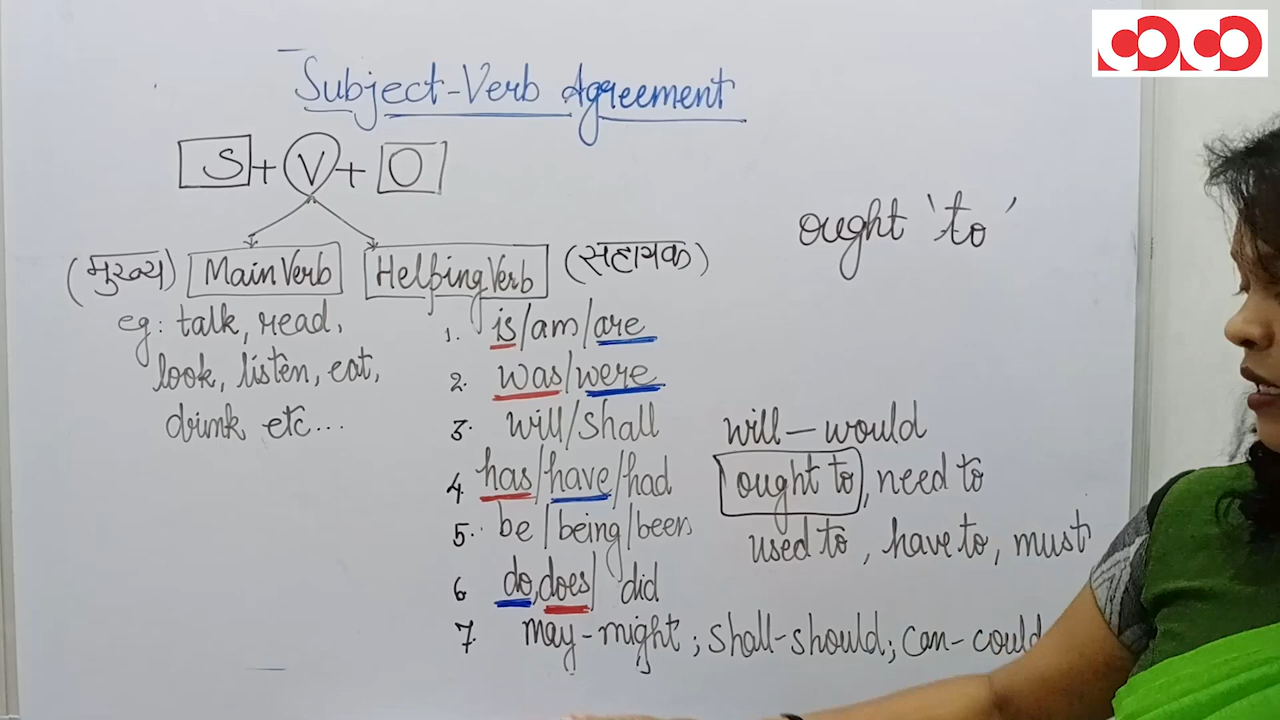 Subject-Verb Agreement
S + V + O
ought 'to'
(मुख्य) Main Verb Helping Verb (सहायक)
eg: talk, read,
look, listen, eat,
drink etc...
1. is/am/are
2. was/were
3. will/shall
4. has/have/had
5. be/being/been
6 do,does/ did
7. may-might; shall-should; can-could
will-would
ought to, need to
used to, have to, must